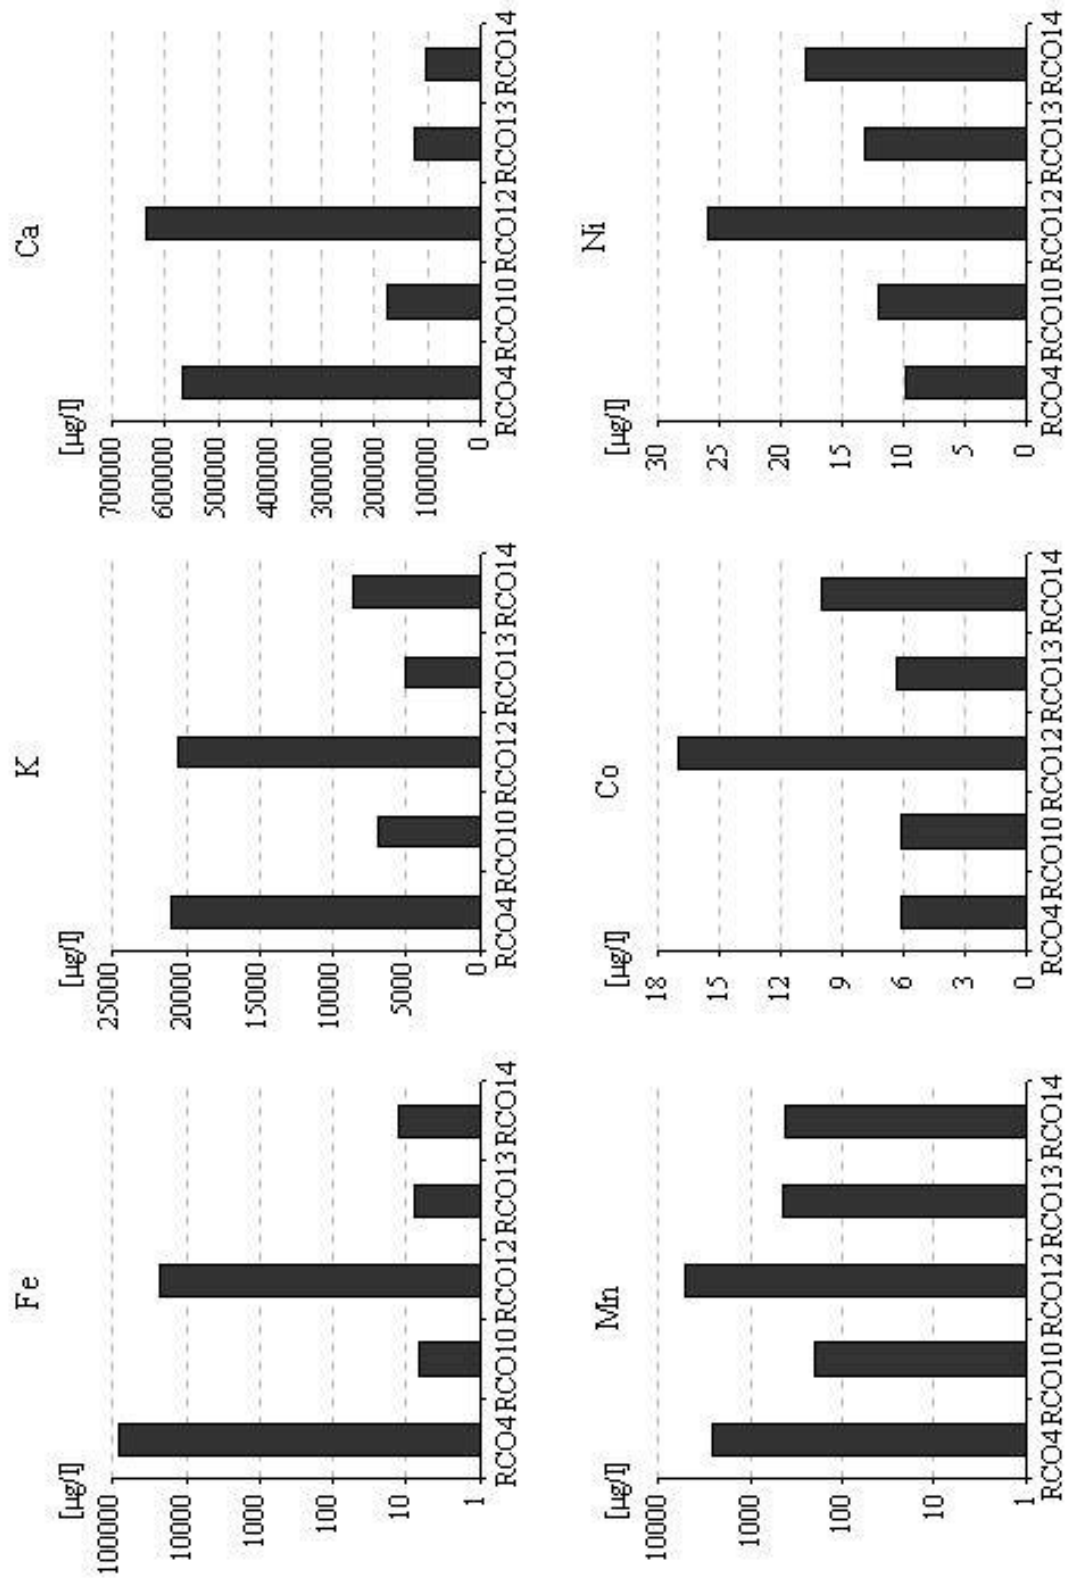 Fe
[µg/l]
100000
10000
1000
100
10
1
RCO4 RCO10 RCO12 RCO13 RCO14
K
[µg/l]
25000
20000
15000
10000
5000
0
RCO4 RCO10 RCO12 RCO13 RCO14
Ca
[µg/l]
700000
600000
500000
400000
300000
200000
100000
0
RCO4 RCO10 RCO12 RCO13 RCO14
Mn
[µg/l]
10000
1000
100
10
1
RCO4 RCO10 RCO12 RCO13 RCO14
Co
[µg/l]
18
15
12
9
6
3
0
RCO4 RCO10 RCO12 RCO13 RCO14
Ni
[µg/l]
30
25
20
15
10
5
0
RCO4 RCO10 RCO12 RCO13 RCO14